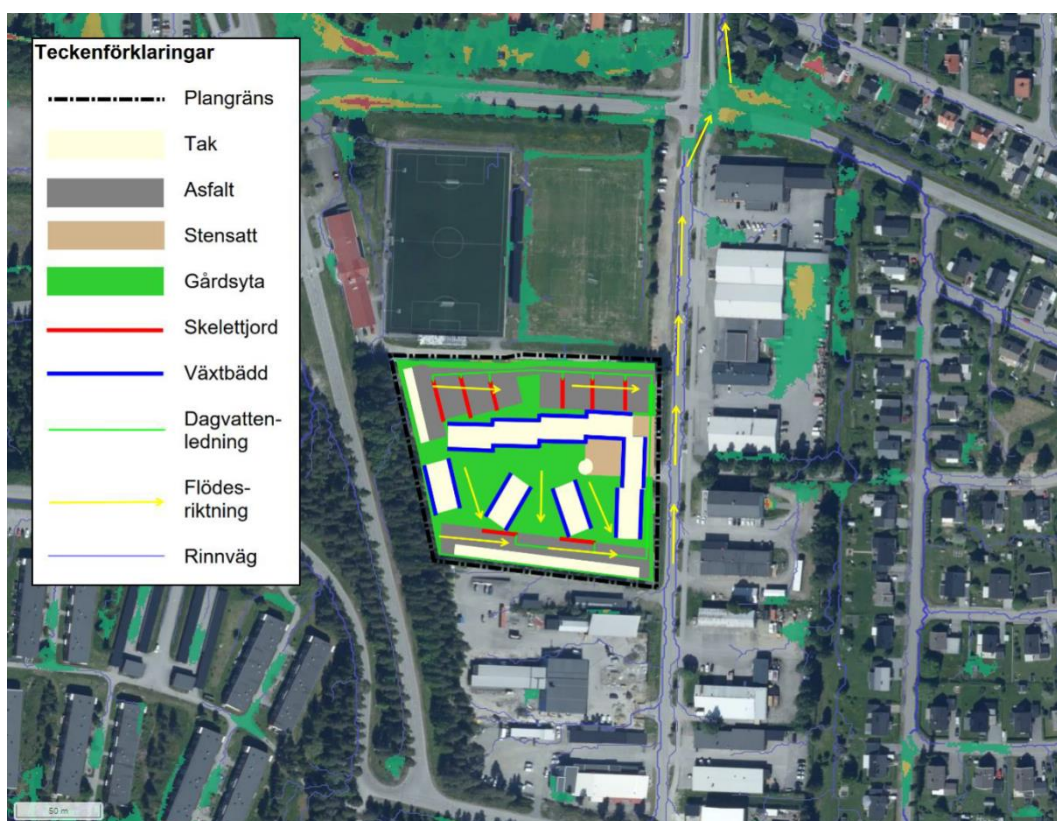 Teckenförklaringar
Plangräns
Tak
Asfalt
Stensatt
Gårdsyta
Skelettjord
Växtbädd
Dagvatten-
ledning
Flödes-
riktning
Rinnväg
50 m